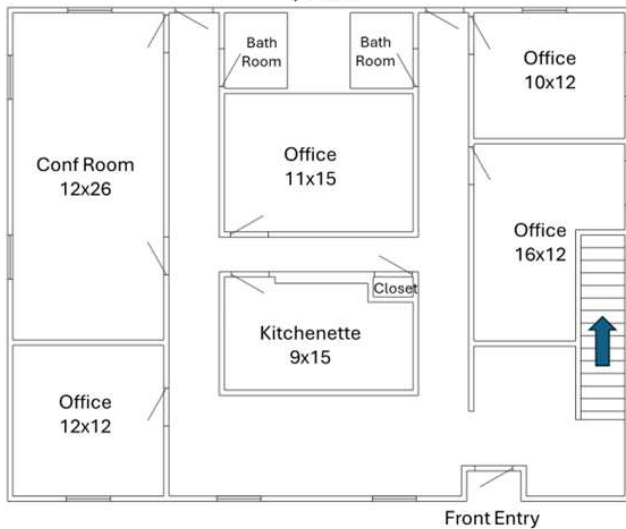 Bath
Room
Bath
Room
Office
10x12
Conf Room
12x26
Office
11x15
Office
16x12
Closet
Kitchenette
9x15
Office
12x12
Front Entry